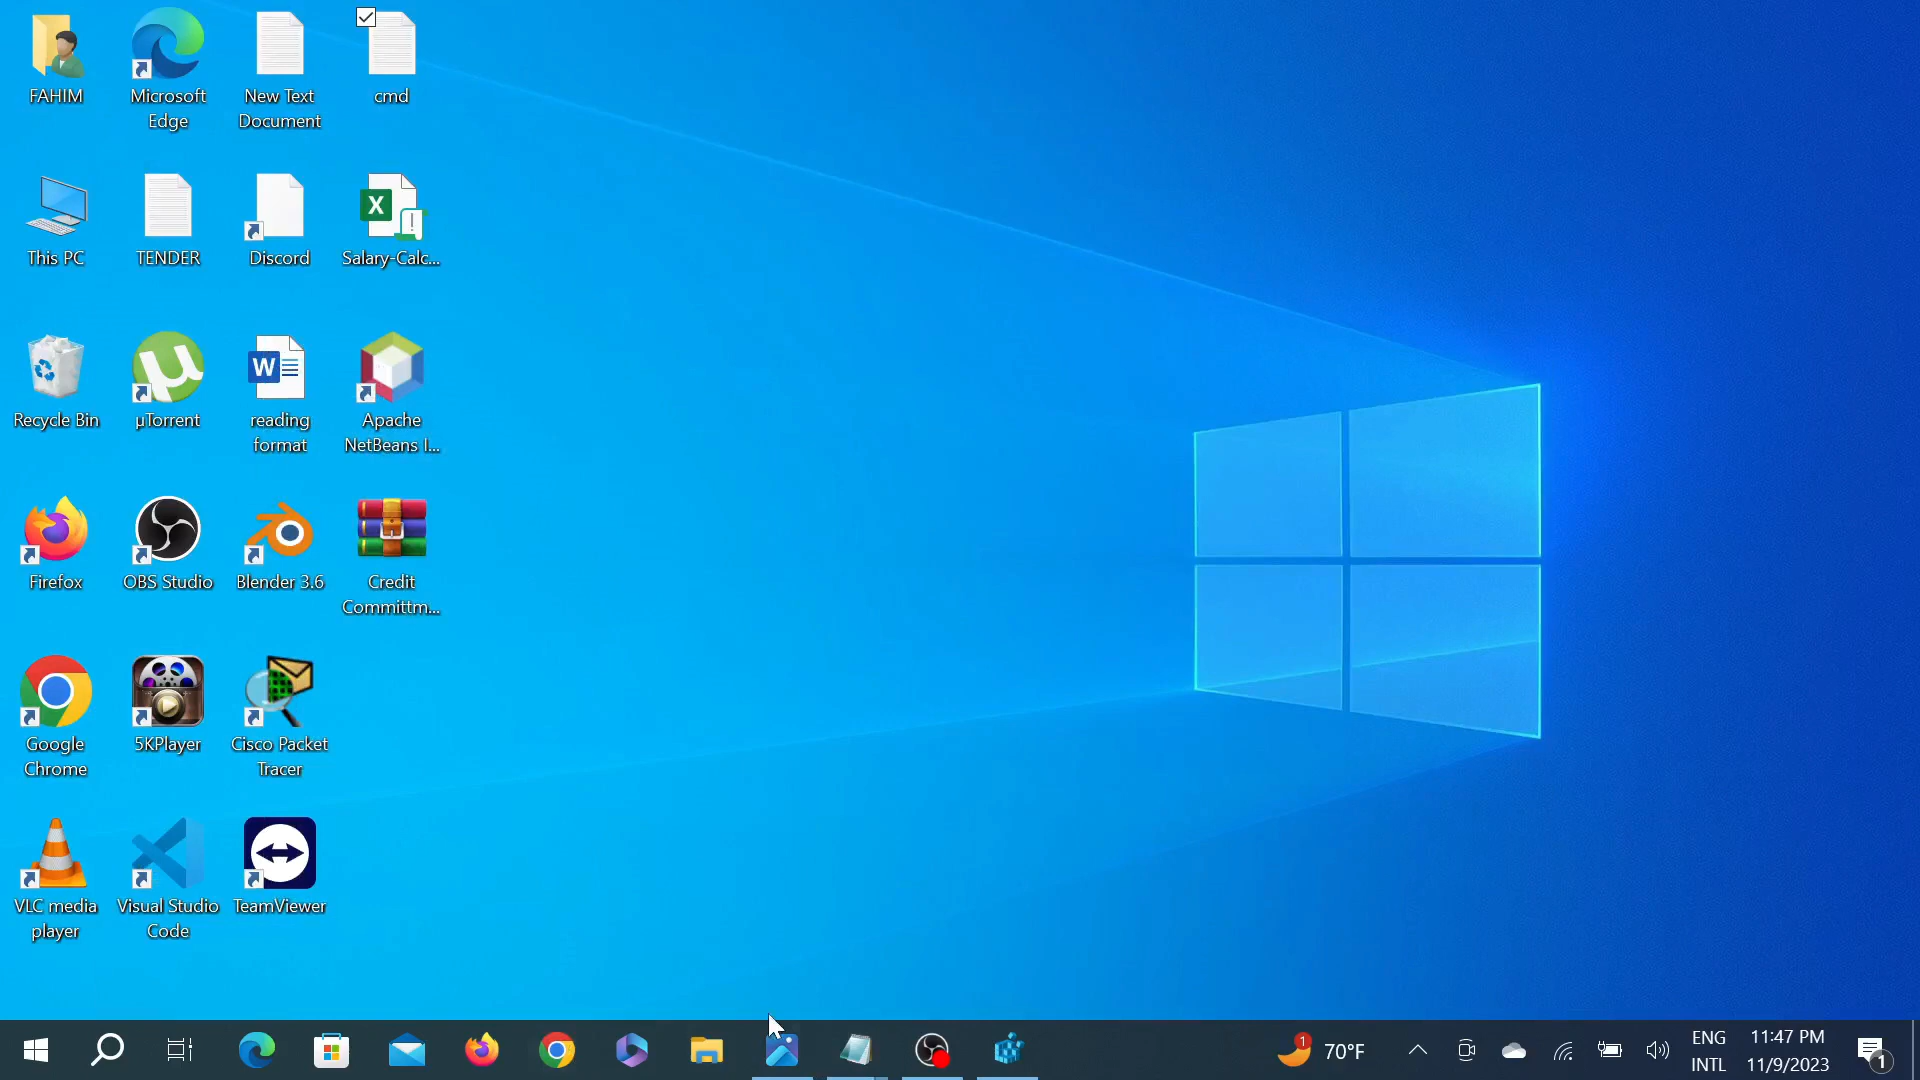 FAHIM
Microsoft
Edge
New Text
Document
cmd
This PC
TENDER
Discord
X
Salary-Calc...
Recycle Bin
µ
µTorrent
W
reading
format
Apache
NetBeans I...
Firefox
OBS Studio
Blender 3.6
Credit
Committm...
Google
Chrome
5KPlayer
Cisco Packet
Tracer
VLC media
player
Visual Studio
Code
TeamViewer
1
70°F
ENG
INTL
11:47 PM
11/9/2023
1